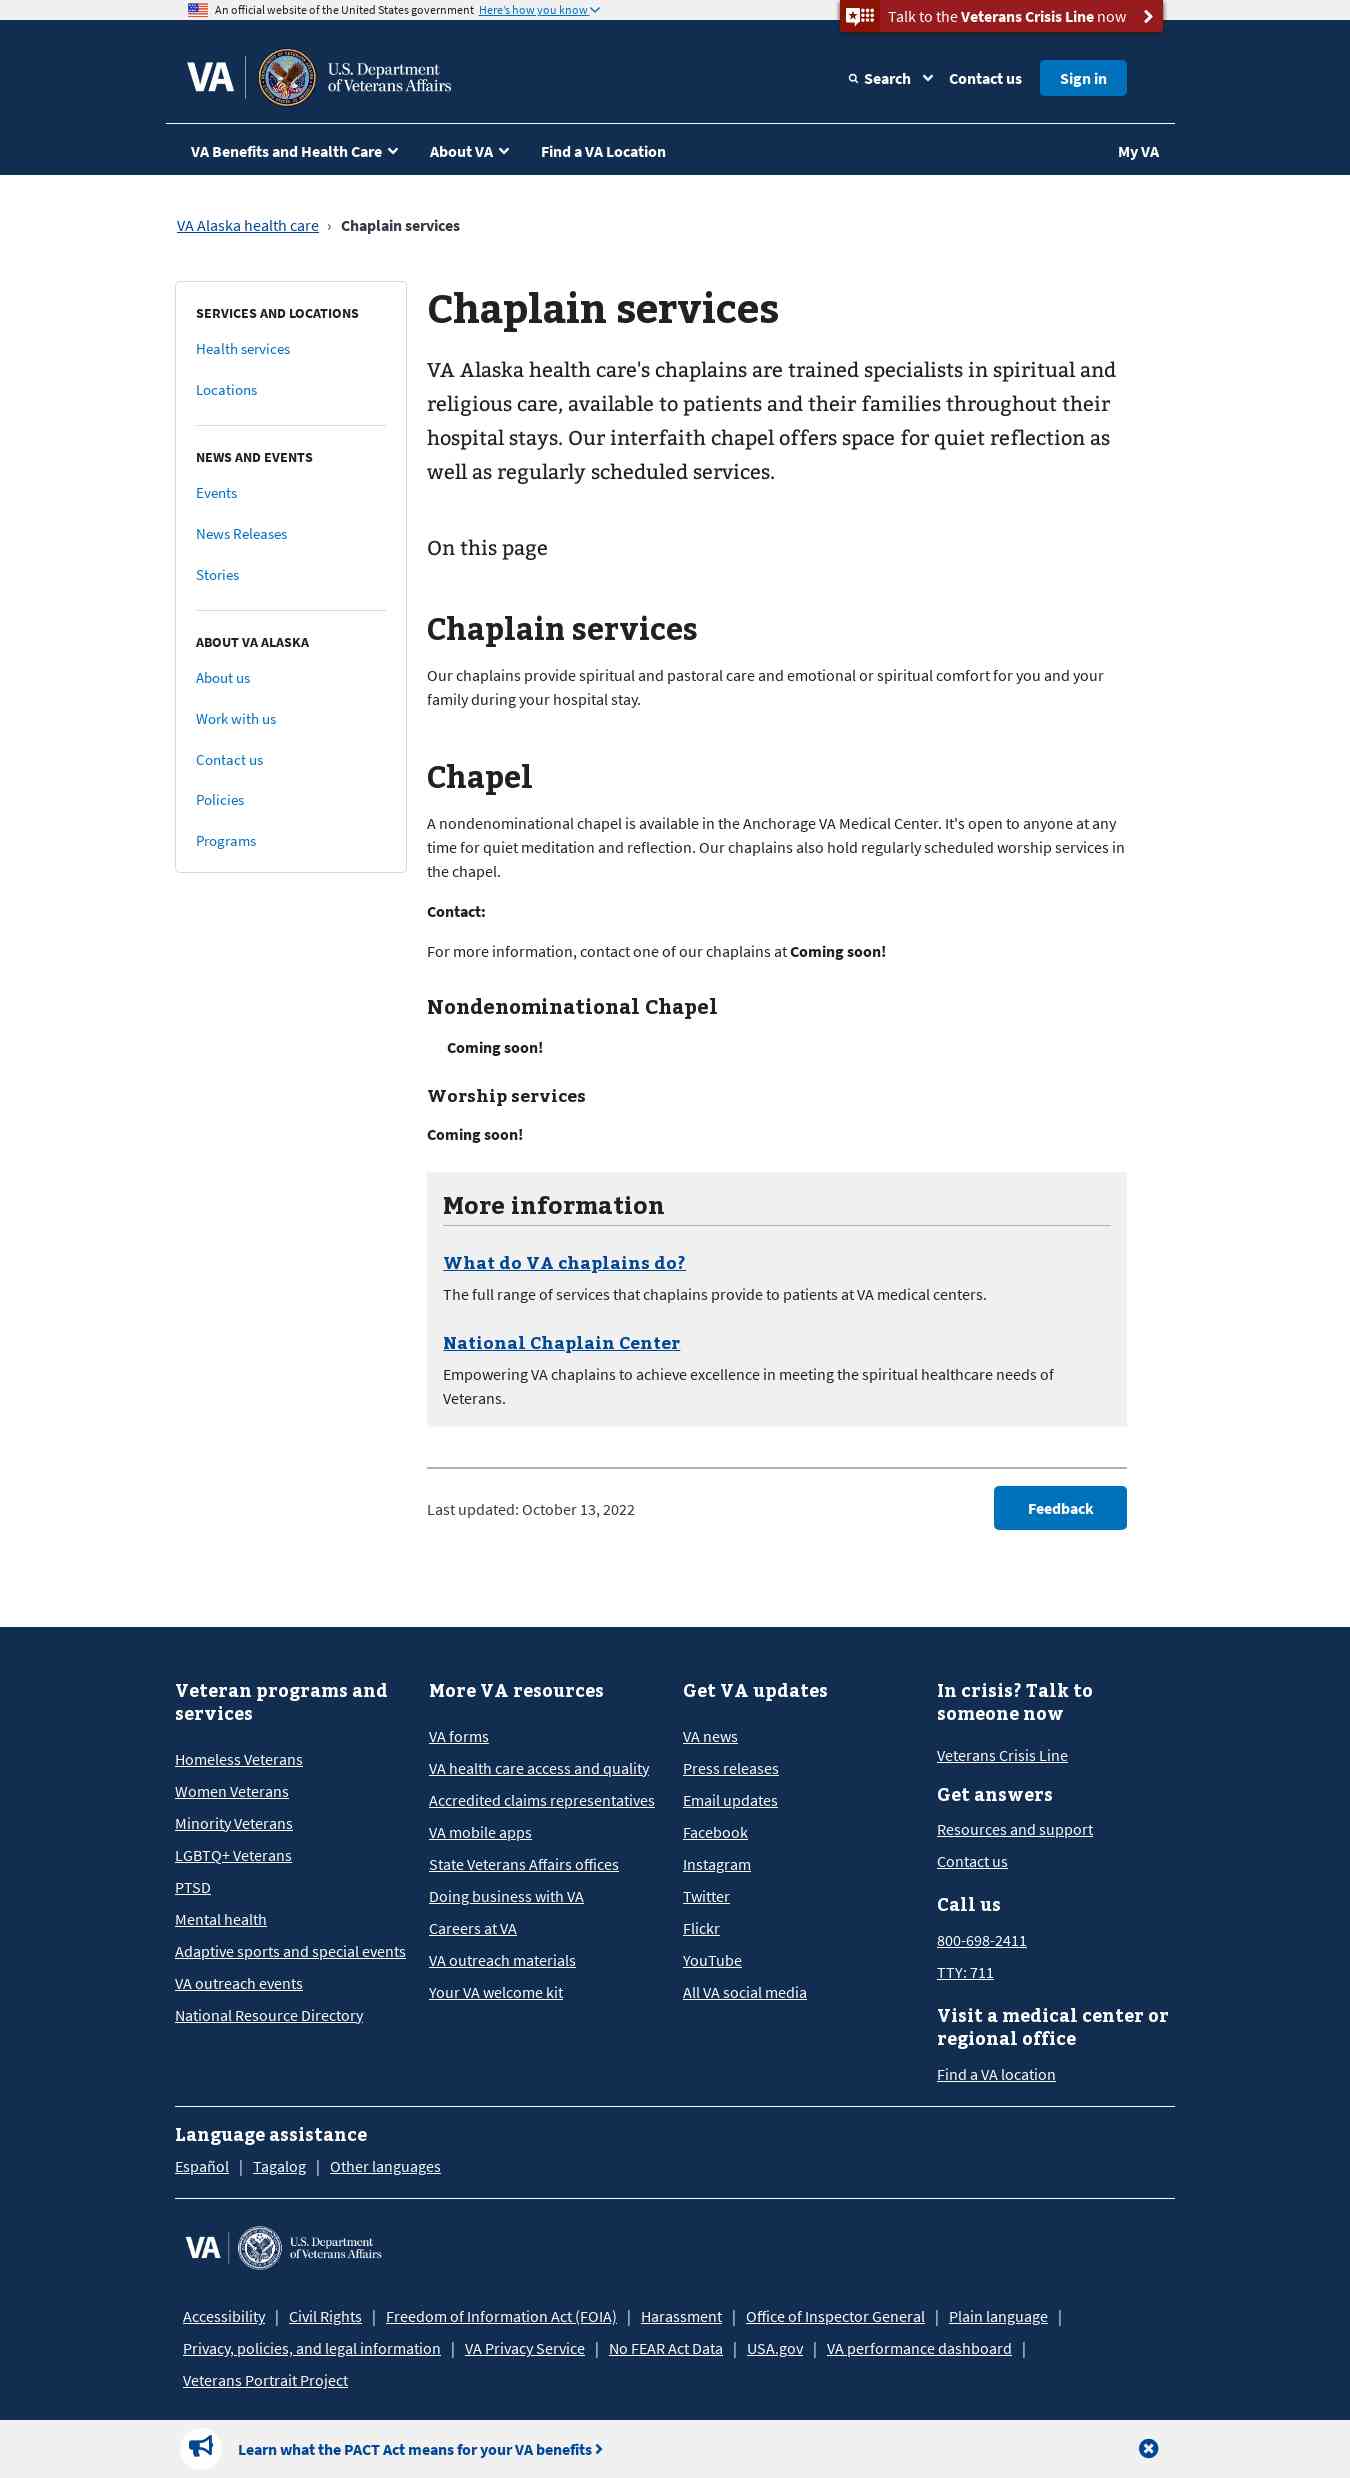 An official website of the United States government Here's how you know
Talk to the Veterans Crisis Line now
VA
U.S. Department
of Veterans Affairs
Search
Contact us
Sign in
VA Benefits and Health Care
About VA
Find a VA Location
My VA
VA Alaska health care › Chaplain services
SERVICES AND LOCATIONS
Health services
Locations
NEWS AND EVENTS
Events
News Releases
Stories
ABOUT VA ALASKA
About us
Work with us
Contact us
Policies
Programs
Chaplain services
VA Alaska health care's chaplains are trained specialists in spiritual and
religious care, available to patients and their families throughout their
hospital stays. Our interfaith chapel offers space for quiet reflection as
well as regularly scheduled services.
On this page
Chaplain services
Our chaplains provide spiritual and pastoral care and emotional or spiritual comfort for you and your
family during your hospital stay.
Chapel
A nondenominational chapel is available in the Anchorage VA Medical Center. It's open to anyone at any
time for quiet meditation and reflection. Our chaplains also hold regularly scheduled worship services in
the chapel.
Contact:
For more information, contact one of our chaplains at Coming soon!
Nondenominational Chapel
Coming soon!
Worship services
Coming soon!
More information
What do VA chaplains do?
The full range of services that chaplains provide to patients at VA medical centers.
National Chaplain Center
Empowering VA chaplains to achieve excellence in meeting the spiritual healthcare needs of
Veterans.
Last updated: October 13, 2022
Feedback
Veteran programs and
services
Homeless Veterans
Women Veterans
Minority Veterans
LGBTQ+ Veterans
PTSD
Mental health
Adaptive sports and special events
VA outreach events
National Resource Directory
More VA resources
VA forms
VA health care access and quality
Accredited claims representatives
VA mobile apps
State Veterans Affairs offices
Doing business with VA
Careers at VA
VA outreach materials
Your VA welcome kit
Get VA updates
VA news
Press releases
Email updates
Facebook
Instagram
Twitter
Flickr
YouTube
All VA social media
In crisis? Talk to
someone now
Veterans Crisis Line
Get answers
Resources and support
Contact us
Call us
800-698-2411
TTY: 711
Visit a medical center or
regional office
Find a VA location
Language assistance
Español | Tagalog | Other languages
VA
U.S. Department
of Veterans Affairs
Accessibility | Civil Rights | Freedom of Information Act (FOIA) | Harassment | Office of Inspector General | Plain language |
Privacy, policies, and legal information | VA Privacy Service | No FEAR Act Data | USA.gov | VA performance dashboard |
Veterans Portrait Project
Learn what the PACT Act means for your VA benefits